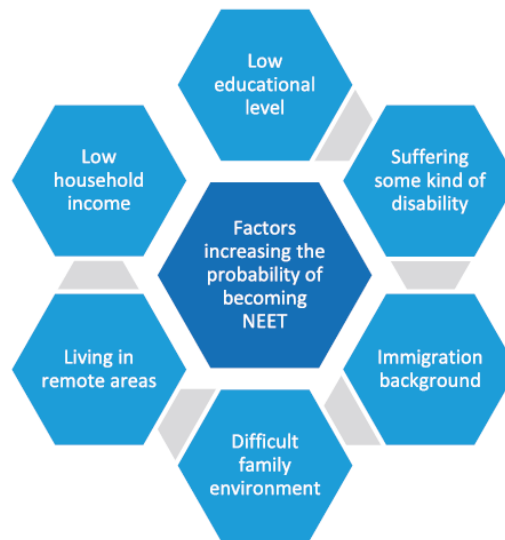 Low
educational
level
Suffering
some kind of
disability
Immigration
background
Difficult
family
environment
Living in
remote areas
Low
household
income
Factors
increasing the
probability of
becoming
NEET